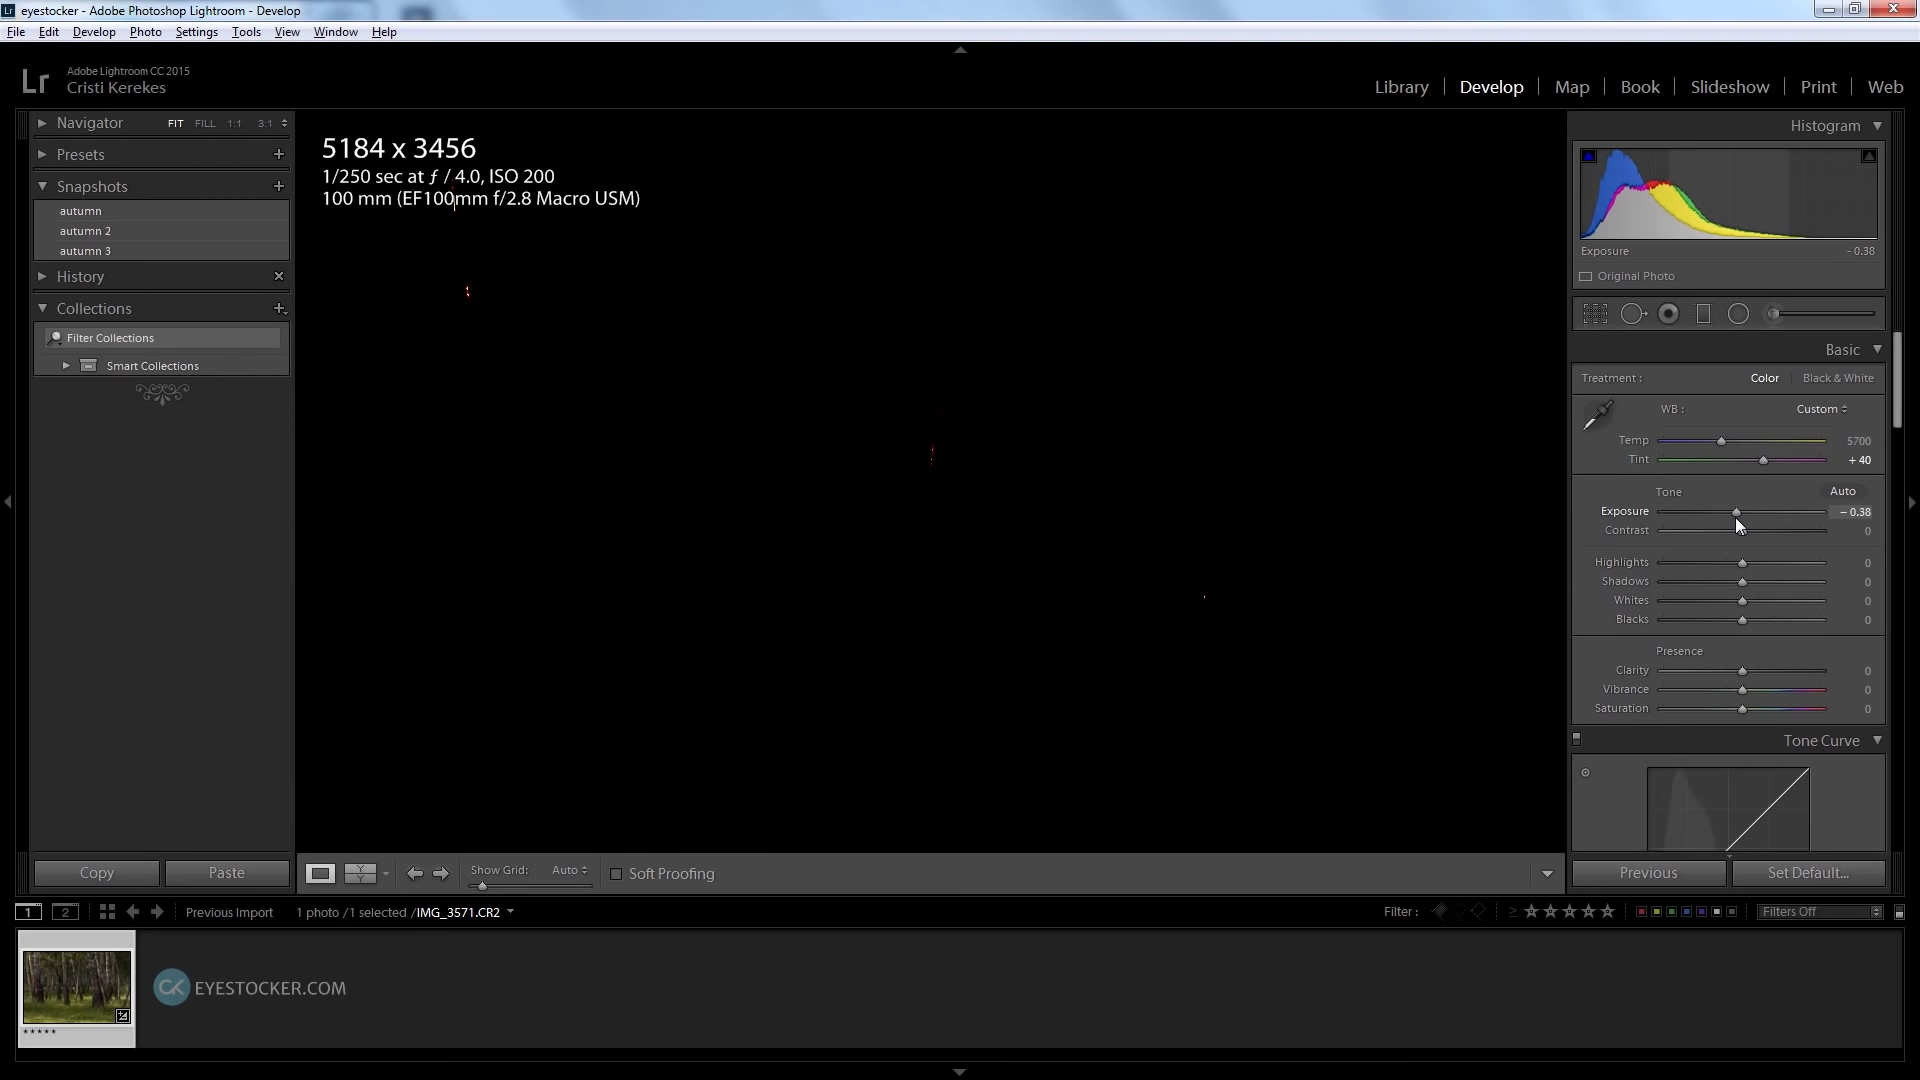 Lr eyestocker - Adobe Photoshop Lightroom - Develop
File Edit Develop Photo Settings Tools View Window Help
Lr
Adobe Lightroom CC 2015
Cristi Kerekes
Library Develop Map Book Slideshow Print Web
Navigator FIT FILL 1:1 3:1
Presets
Snapshots
autumn
autumn 2
autumn 3
History
Collections
Filter Collections
Smart Collections
Copy Paste
5184 x 3456
1/250 sec at ƒ / 4.0, ISO 200
100 mm (EF100mm f/2.8 Macro USM)
Show Grid: Auto Soft Proofing
Histogram
Exposure - 0.38
Original Photo
Basic
Treatment : Color Black & White
WB : Custom
Temp 5700
Tint + 40
Tone Auto
Exposure - 0.38
Contrast 0
Highlights 0
Shadows 0
Whites 0
Blacks 0
Presence
Clarity 0
Vibrance 0
Saturation 0
Tone Curve
Previous Set Default...
1 2 Previous Import 1 photo /1 selected /IMG_3571.CR2 Filter : Filters Off
CK EYESTOCKER.COM